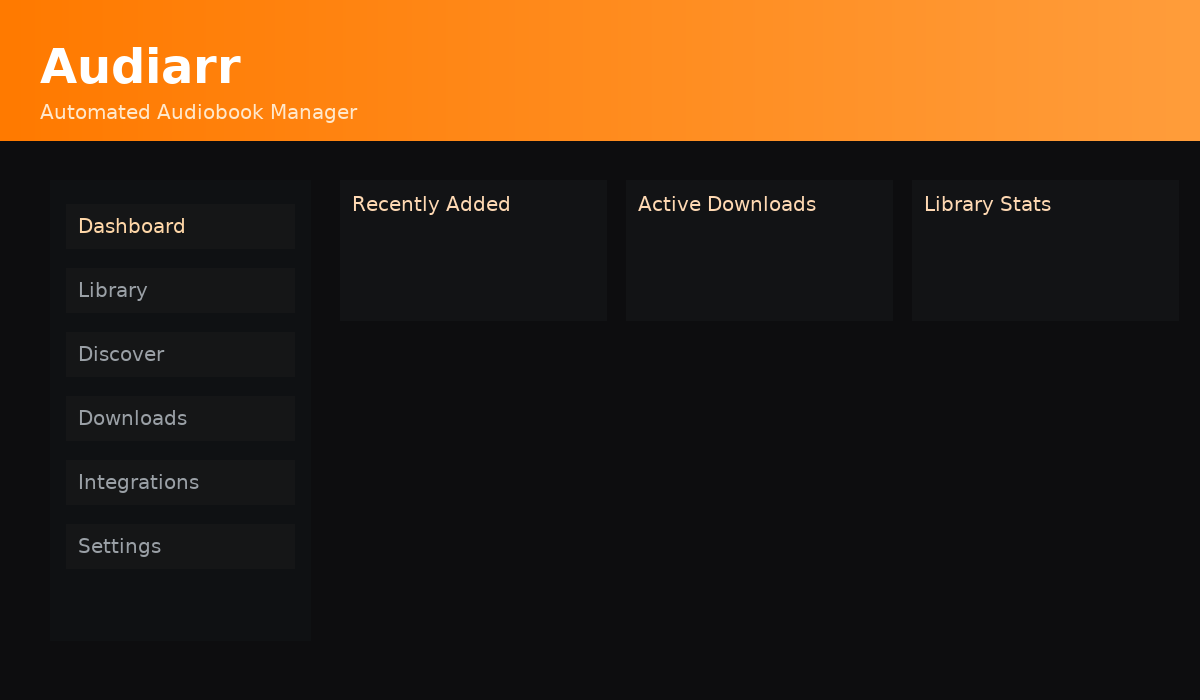 Audiarr
Automated Audiobook Manager
Dashboard
Library
Discover
Downloads
Integrations
Settings
Recently Added
Active Downloads
Library Stats